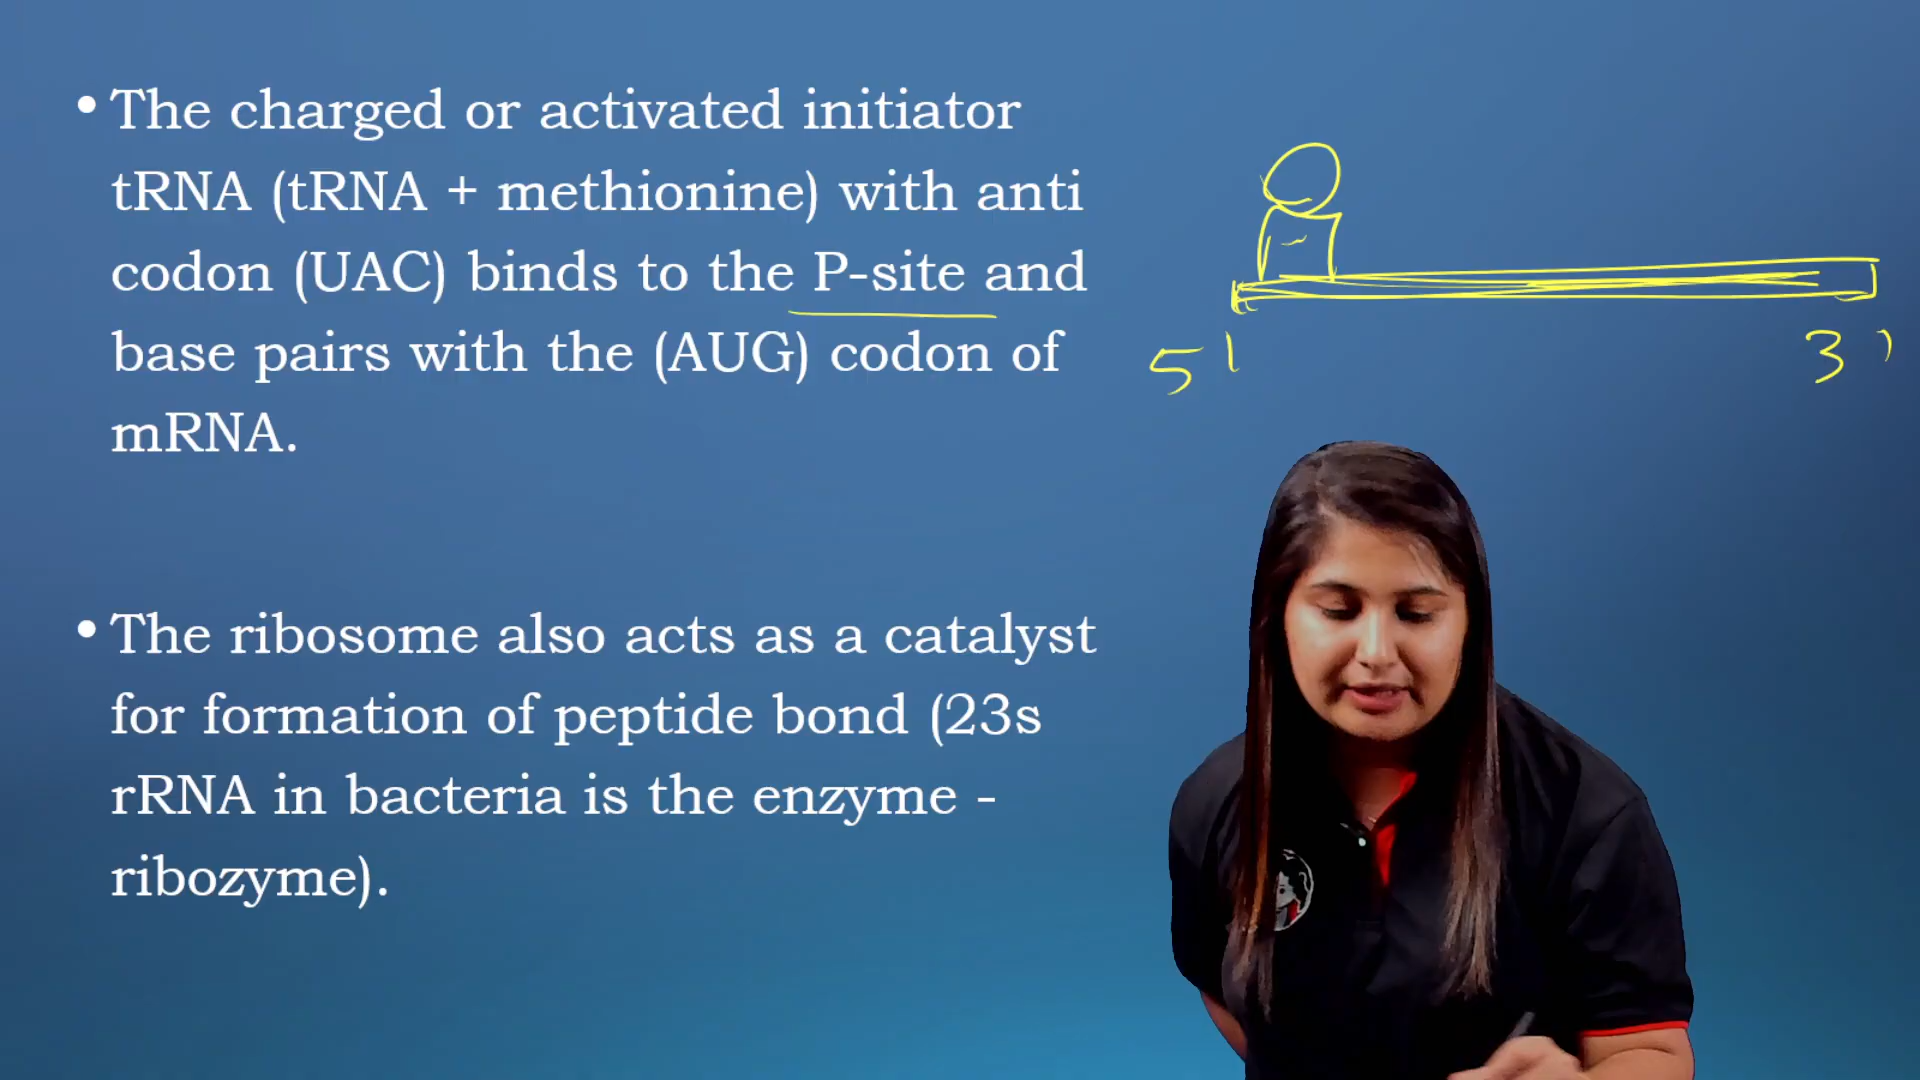 • The charged or activated initiator
tRNA (tRNA + methionine) with anti
codon (UAC) binds to the P-site and
base pairs with the (AUG) codon of
mRNA.
• The ribosome also acts as a catalyst
for formation of peptide bond (23s
rRNA in bacteria is the enzyme -
ribozyme).
5' 3'